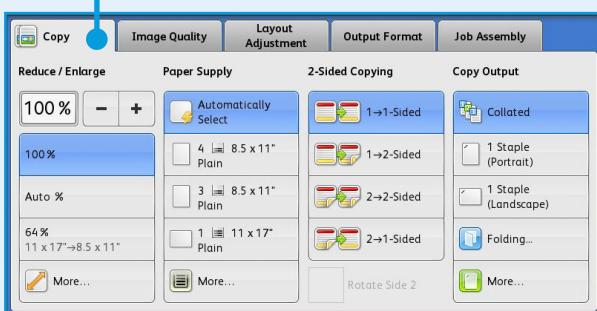 Copy
Image Quality
Layout
Adjustment
Output Format
Job Assembly
Reduce / Enlarge
100 %
−
+
100 %
Auto %
64 %
11 x 17"→8.5 x 11"
More...
Paper Supply
Automatically
Select
4 8.5 x 11"
Plain
3 8.5 x 11"
Plain
1 11 x 17"
Plain
More...
2-Sided Copying
1→1-Sided
1→2-Sided
2→2-Sided
2→1-Sided
Rotate Side 2
Copy Output
Collated
1 Staple
(Portrait)
1 Staple
(Landscape)
Folding...
More...